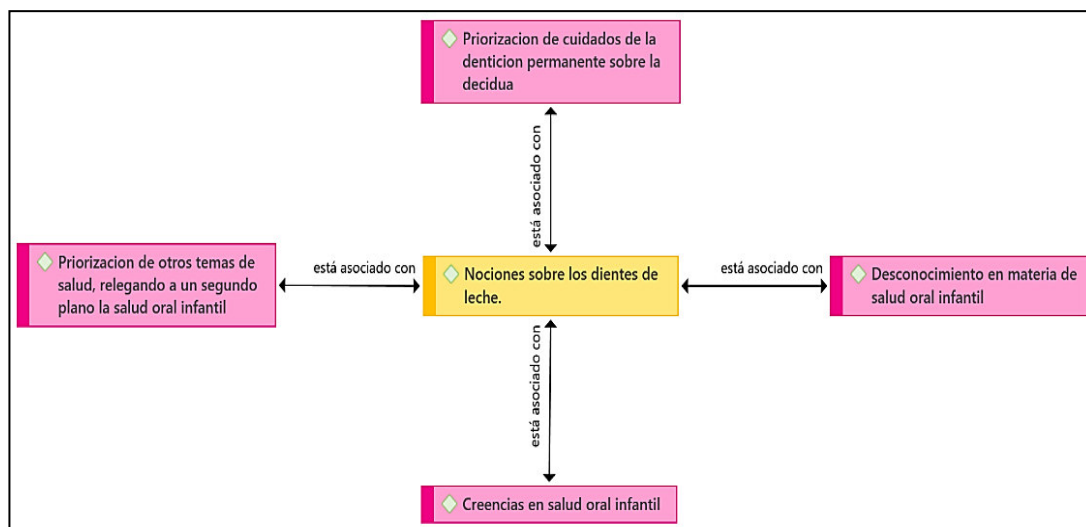 Priorizacion de cuidados de la
denticion permanente sobre la
decidua
está asociado con
Priorizacion de otros temas de
salud, relegando a un segundo
plano la salud oral infantil
está asociado con
Nociones sobre los dientes de
leche.
está asociado con
Desconocimiento en materia de
salud oral infantil
está asociado con
Creencias en salud oral infantil